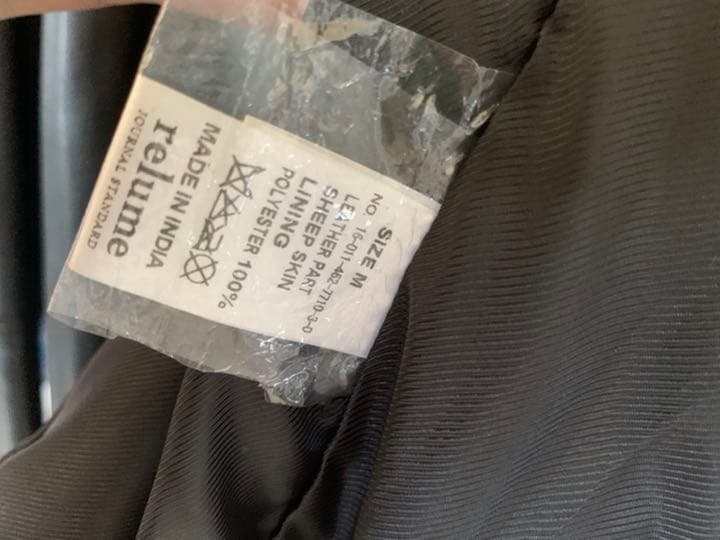 SIZE M
NO 16-011-462-7710-3-0
LEATHER PART
SHEEP SKIN
LINING
POLYESTER 100%
MADE IN INDIA
relume
JOURNAL STANDARD